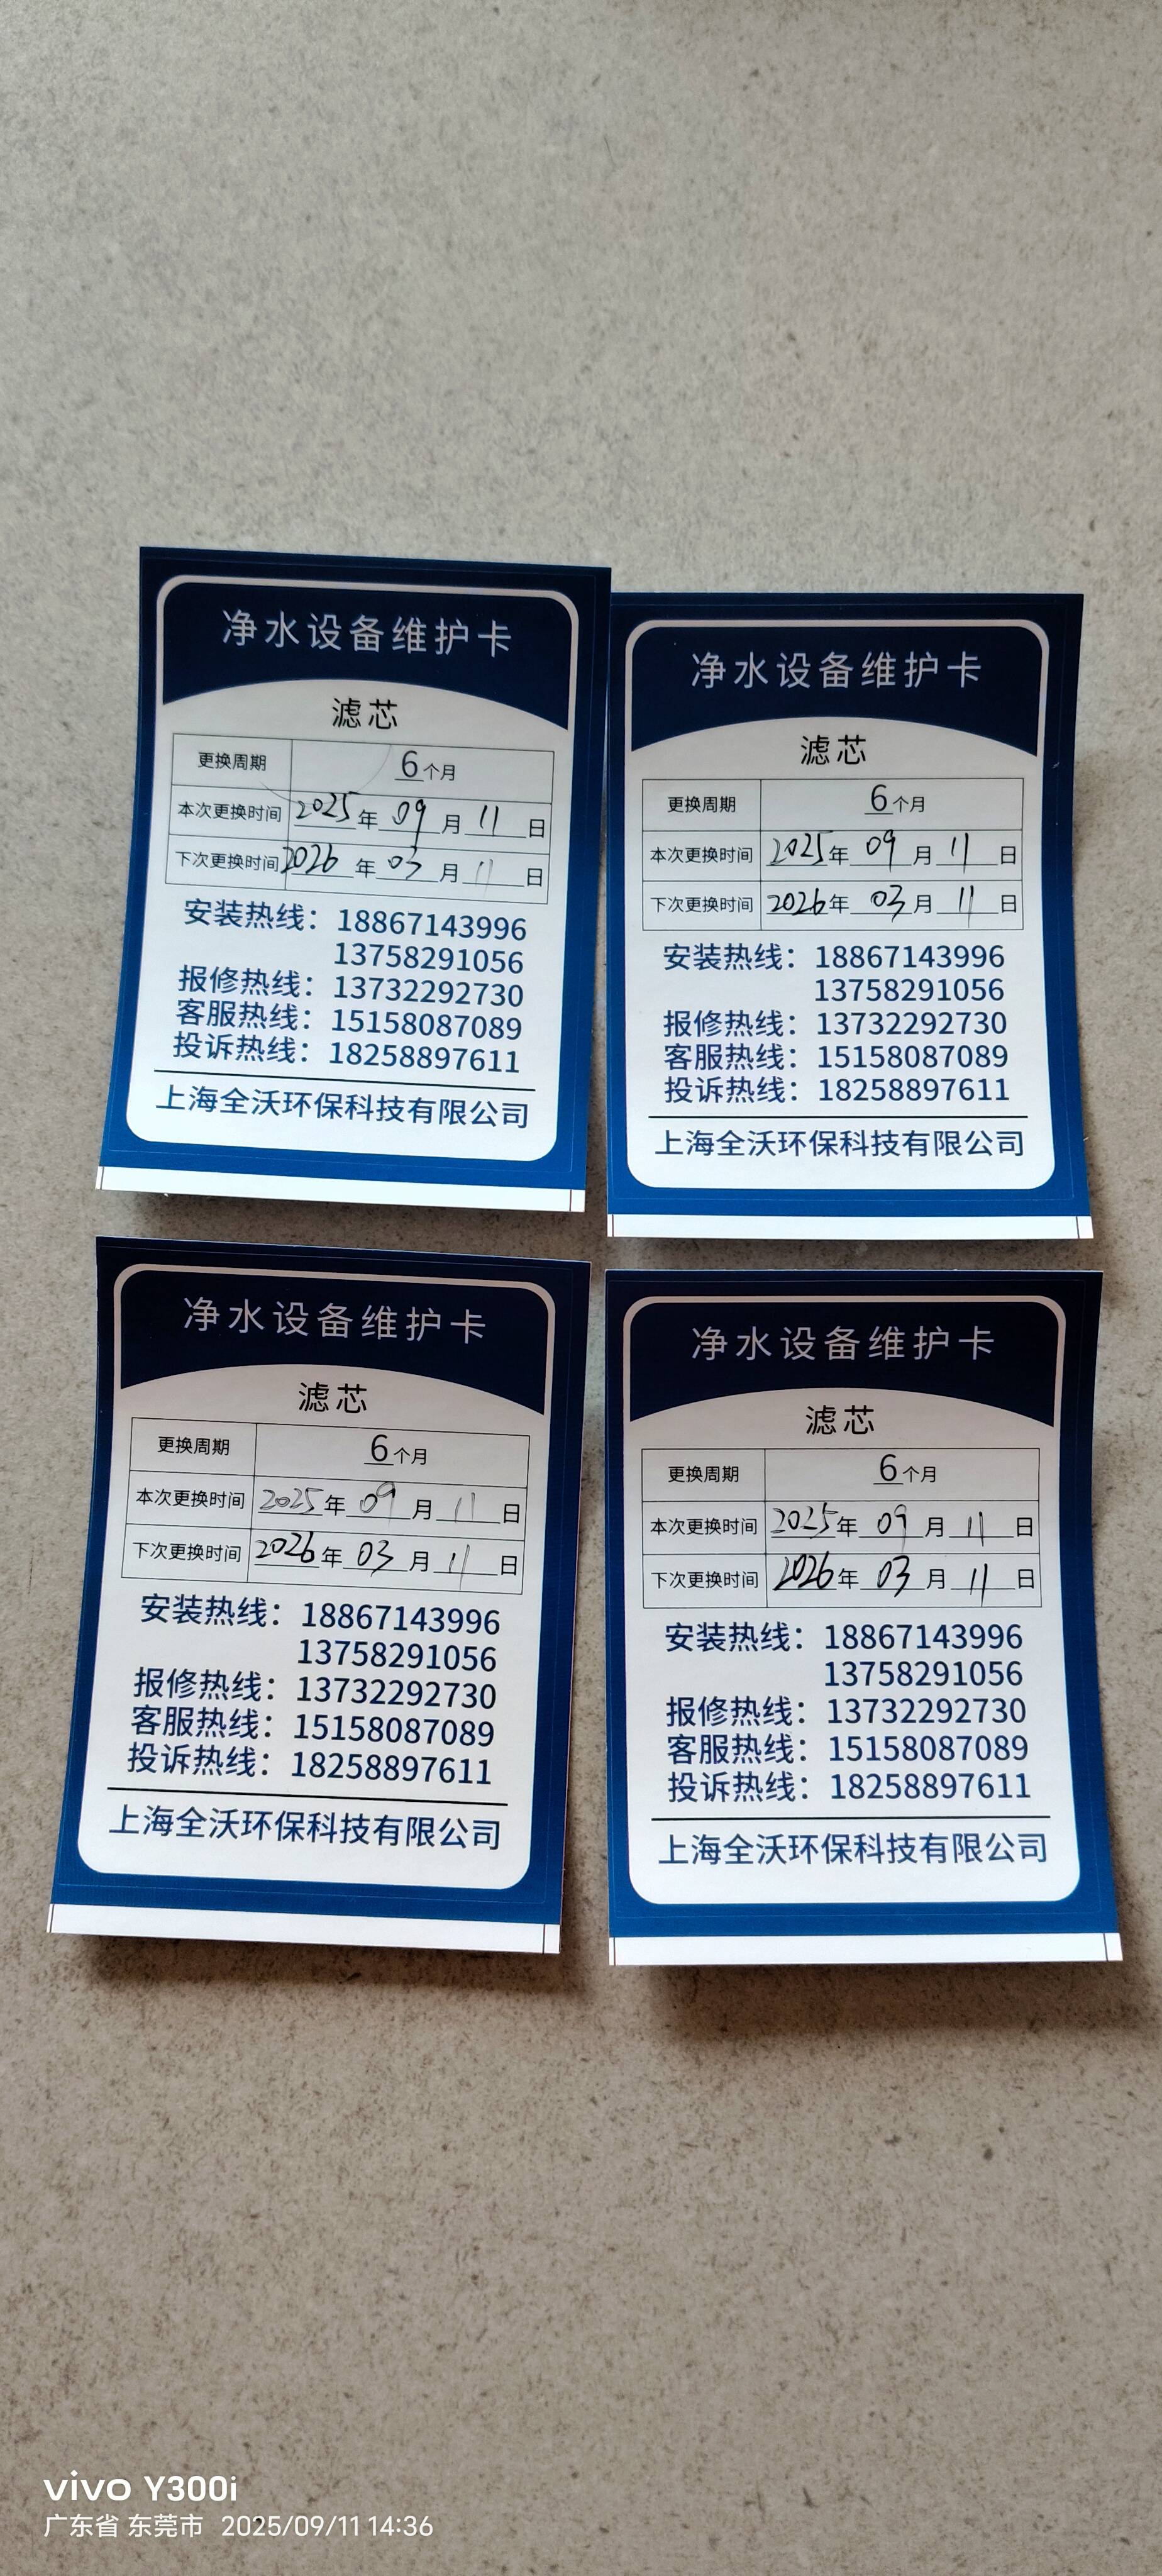 净水设备维护卡
滤芯
更换周期 6个月
本次更换时间 2025年09月11日
下次更换时间 2026年03月11日
安装热线：18867143996
13758291056
报修热线：13732292730
客服热线：15158087089
投诉热线：18258897611
上海全沃环保科技有限公司
净水设备维护卡
滤芯
更换周期 6个月
本次更换时间 2025年09月11日
下次更换时间 2026年03月11日
安装热线：18867143996
13758291056
报修热线：13732292730
客服热线：15158087089
投诉热线：18258897611
上海全沃环保科技有限公司
净水设备维护卡
滤芯
更换周期 6个月
本次更换时间 2025年09月11日
下次更换时间 2026年03月11日
安装热线：18867143996
13758291056
报修热线：13732292730
客服热线：15158087089
投诉热线：18258897611
上海全沃环保科技有限公司
净水设备维护卡
滤芯
更换周期 6个月
本次更换时间 2025年09月11日
下次更换时间 2026年03月11日
安装热线：18867143996
13758291056
报修热线：13732292730
客服热线：15158087089
投诉热线：18258897611
上海全沃环保科技有限公司
vivo Y300i
广东省 东莞市 2025/09/11 14:36